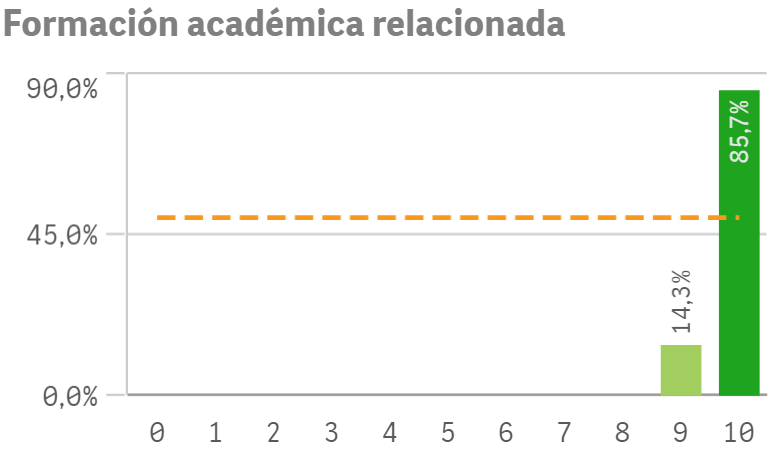 Formación académica relacionada
90,0%
85,7%
45,0%
14,3%
0,0%
0 1 2 3 4 5 6 7 8 9 10